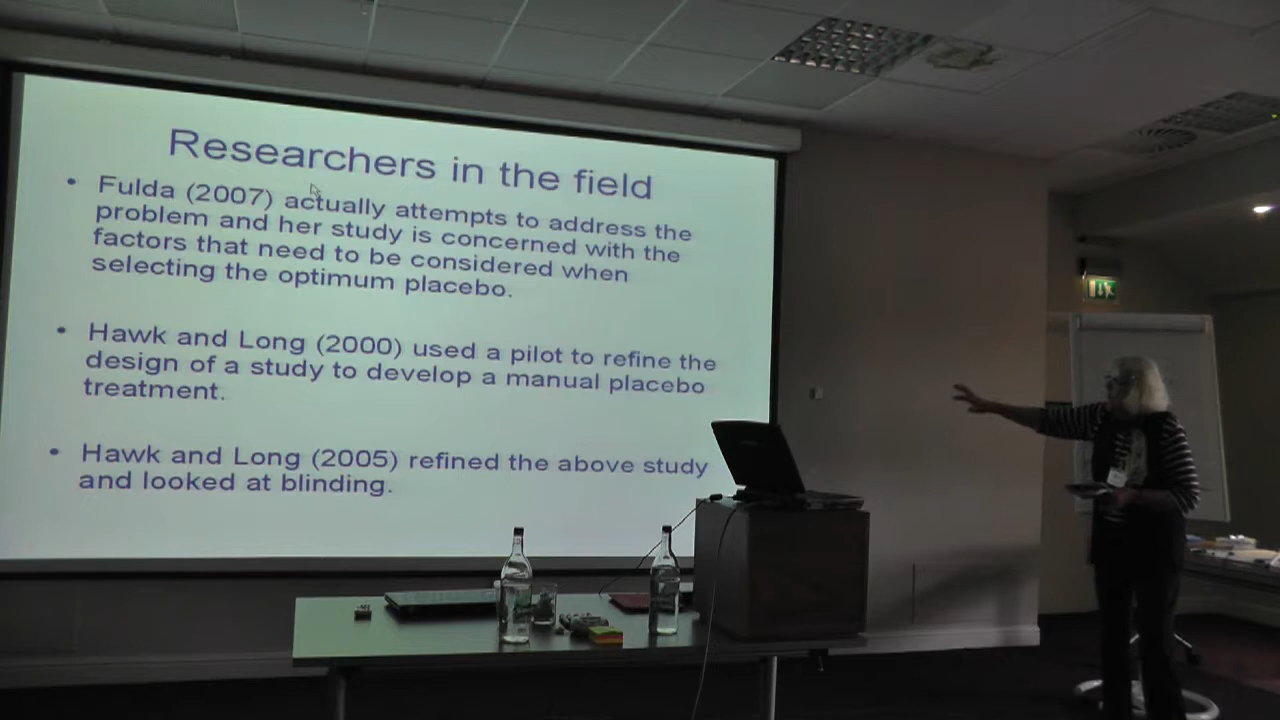 Researchers in the field
• Fulda (2007) actually attempts to address the
problem and her study is concerned with the
factors that need to be considered when
selecting the optimum placebo.
• Hawk and Long (2000) used a pilot to refine the
design of a study to develop a manual placebo
treatment.
• Hawk and Long (2005) refined the above study
and looked at blinding.